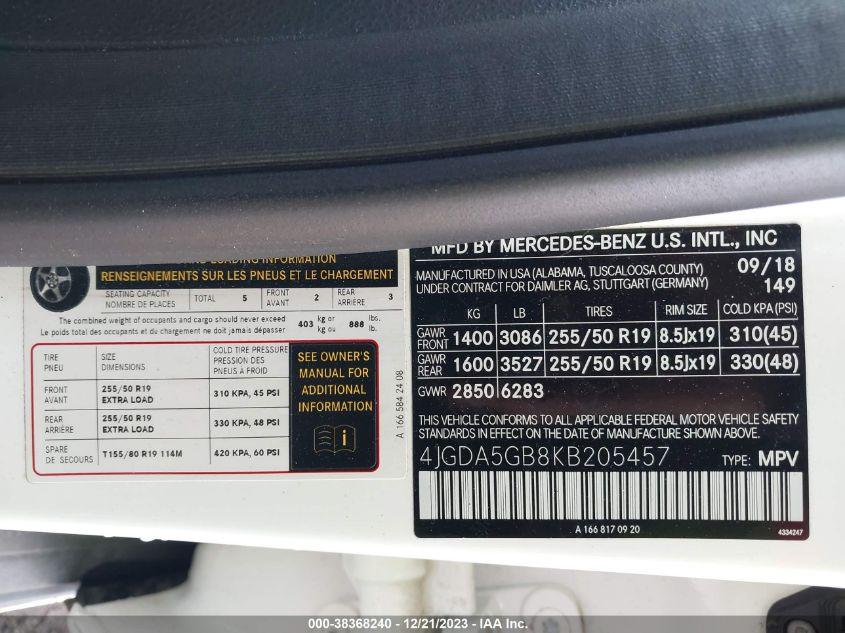 AND LOADING INFORMATION
RENSEIGNEMENTS SUR LES PNEUS ET LE CHARGEMENT
SEATING CAPACITY
NOMBRE DE PLACES
TOTAL 5
FRONT
AVANT
2
REAR
ARRIÈRE
3
The combined weight of occupants and cargo should never exceed
Le poids total des occupants et du chargement ne doit jamais dépasser
403 kg or
kg ou
888 lbs.
lb.
TIRE
PNEU
SIZE
DIMENSIONS
COLD TIRE PRESSURE
PRESSION DES
PNEUS À FROID
FRONT
AVANT
255/50 R19
EXTRA LOAD
310 KPA, 45 PSI
REAR
ARRIÈRE
255/50 R19
EXTRA LOAD
330 KPA, 48 PSI
SPARE
DE SECOURS
T155/80 R19 114M
420 KPA, 60 PSI
SEE OWNER'S
MANUAL FOR
ADDITIONAL
INFORMATION
i
A 166 584 24 08
MFD BY MERCEDES-BENZ U.S. INTL., INC
MANUFACTURED IN USA (ALABAMA, TUSCALOOSA COUNTY) 09/18
UNDER CONTRACT FOR DAIMLER AG, STUTTGART (GERMANY) 149
KG LB TIRES RIM SIZE COLD KPA (PSI)
GAWR
FRONT
1400 3086 255/50 R19 8.5Jx19 310(45)
GAWR
REAR
1600 3527 255/50 R19 8.5Jx19 330(48)
GVWR 2850 6283
THIS VEHICLE CONFORMS TO ALL APPLICABLE FEDERAL MOTOR VEHICLE SAFETY
STANDARDS IN EFFECT ON THE DATE OF MANUFACTURE SHOWN ABOVE.
4JGDA5GB8KB205457 TYPE: MPV
A 166 817 09 20
4334247
000-38368240 - 12/21/2023 - Copyright © IAA, Inc.